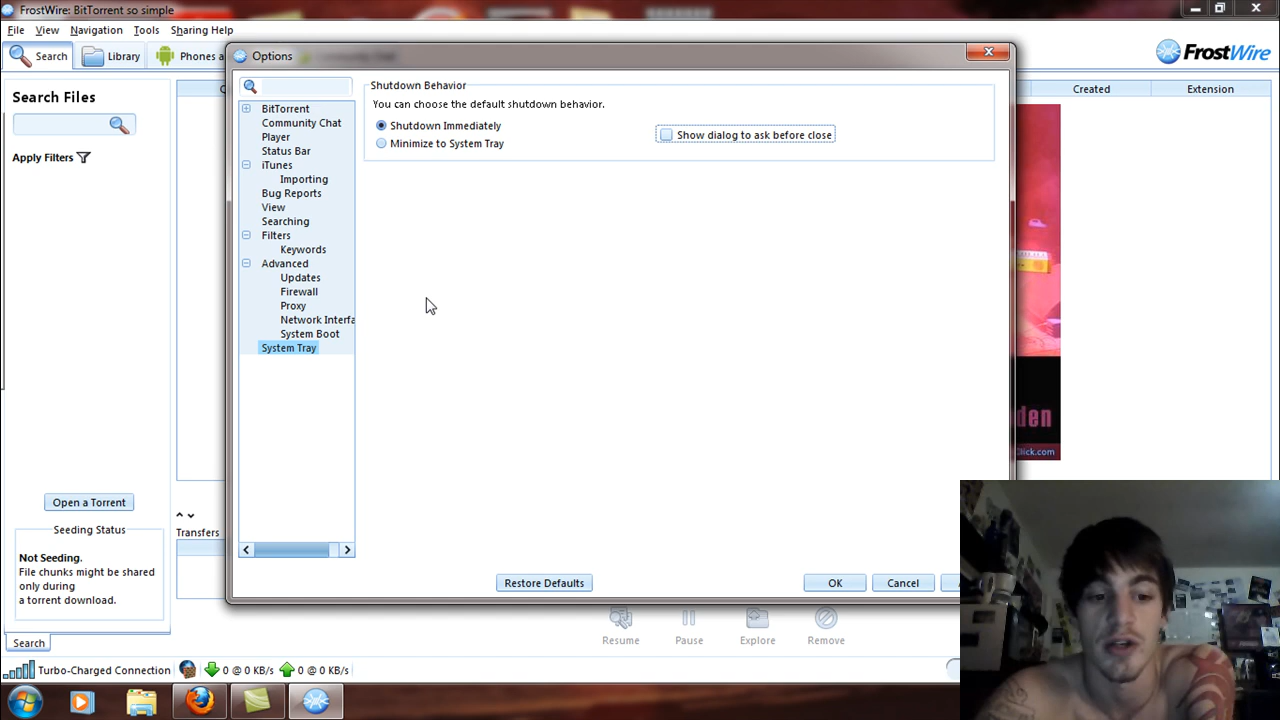 FrostWire: BitTorrent so simple
File View Navigation Tools Sharing Help
Search Library Phones a
FrostWire
Options
Search Files
Apply Filters
Open a Torrent
Seeding Status
Not Seeding.
File chunks might be shared
only during
a torrent download.
Search
BitTorrent
Community Chat
Player
Status Bar
iTunes
Importing
Bug Reports
View
Searching
Filters
Keywords
Advanced
Updates
Firewall
Proxy
Network Interfa
System Boot
System Tray
Shutdown Behavior
You can choose the default shutdown behavior.
Shutdown Immediately
Minimize to System Tray
Show dialog to ask before close
Restore Defaults OK Cancel
Created Extension
den
Click.com
Transfers
Resume Pause Explore Remove
Turbo-Charged Connection 0 @ 0 KB/s 0 @ 0 KB/s